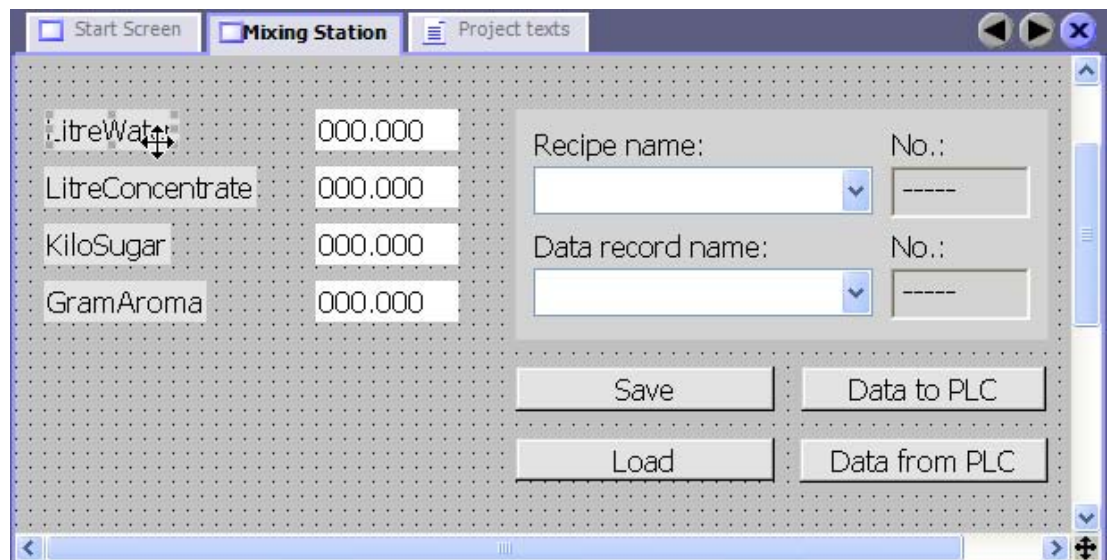 Start Screen
Mixing Station
Project texts
LitreWater
000.000
LitreConcentrate
000.000
KiloSugar
000.000
GramAroma
000.000
Recipe name:
No.:
-----
Data record name:
No.:
-----
Save
Data to PLC
Load
Data from PLC